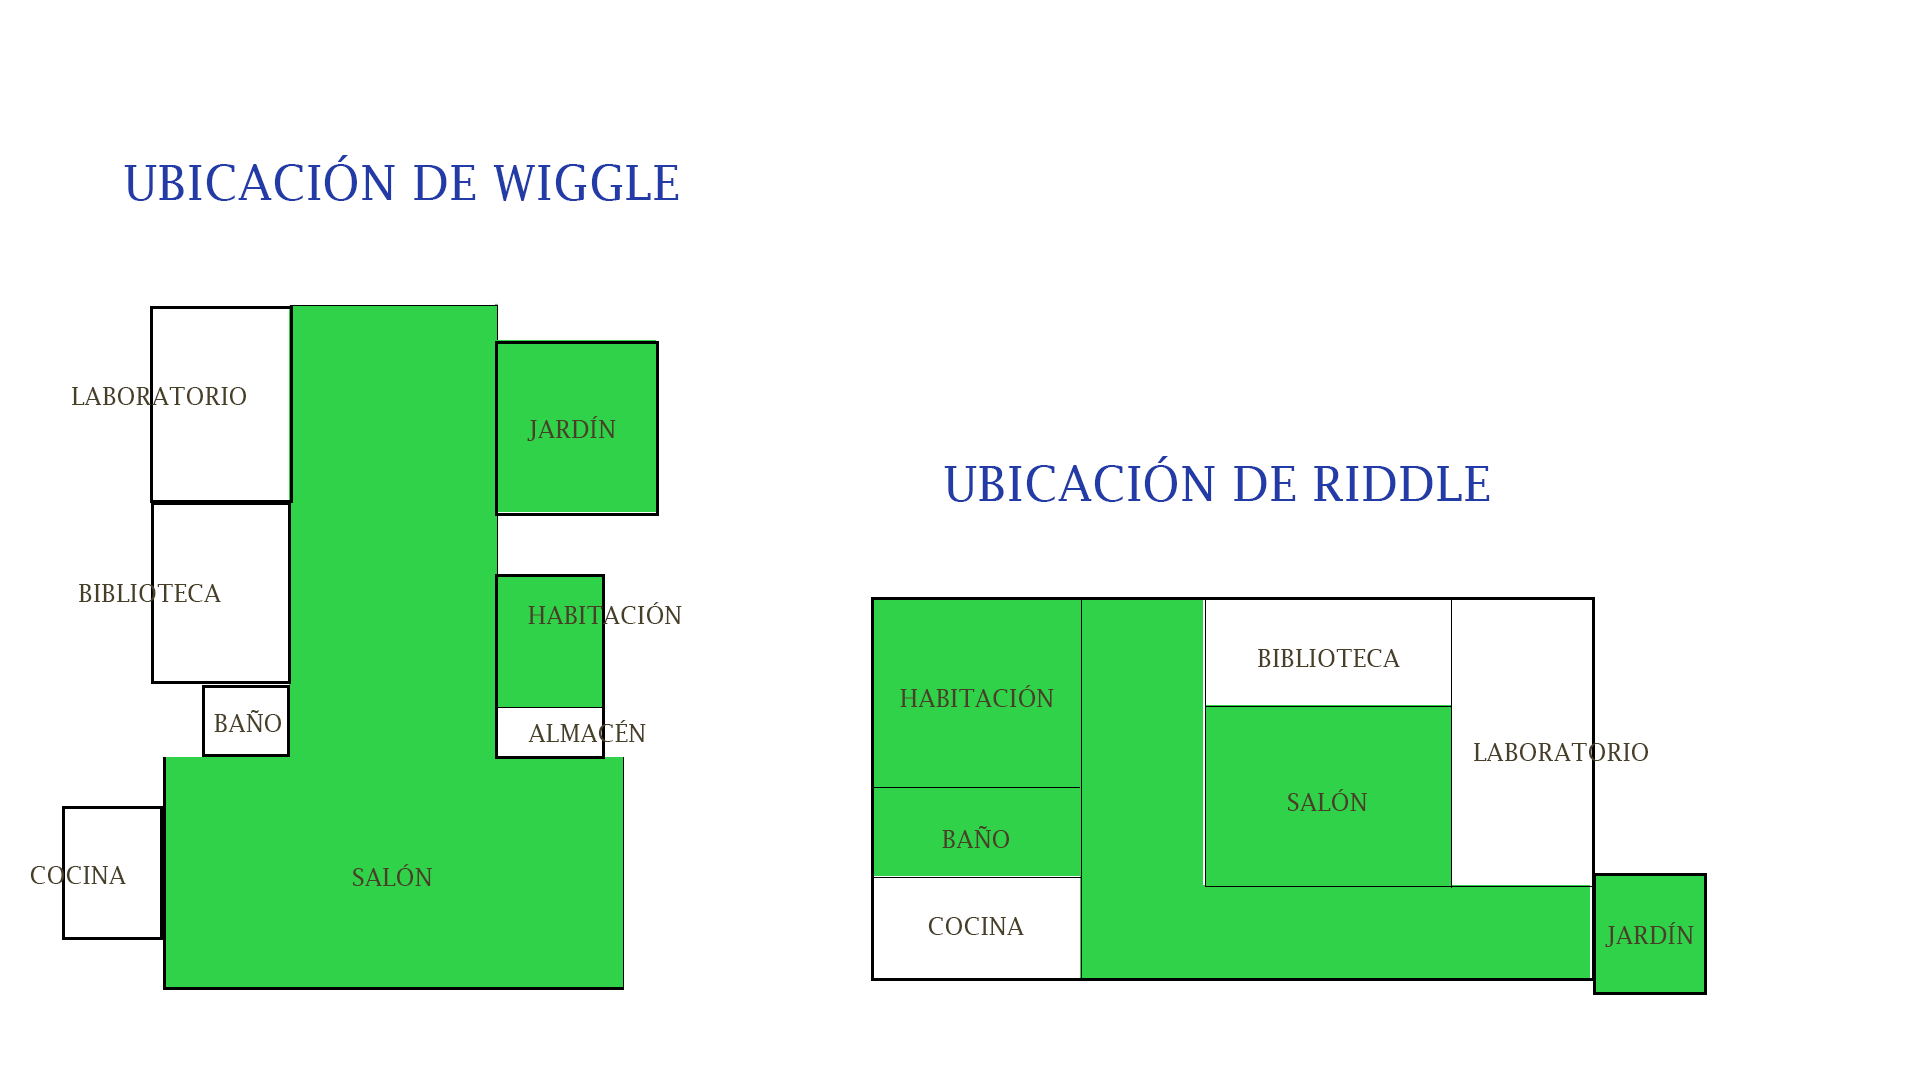 UBICACIÓN DE WIGGLE
LABORATORIO
JARDÍN
BIBLIOTECA
HABITACIÓN
BAÑO
ALMACÉN
COCINA
SALÓN
UBICACIÓN DE RIDDLE
BIBLIOTECA
HABITACIÓN
LABORATORIO
SALÓN
BAÑO
COCINA
JARDÍN